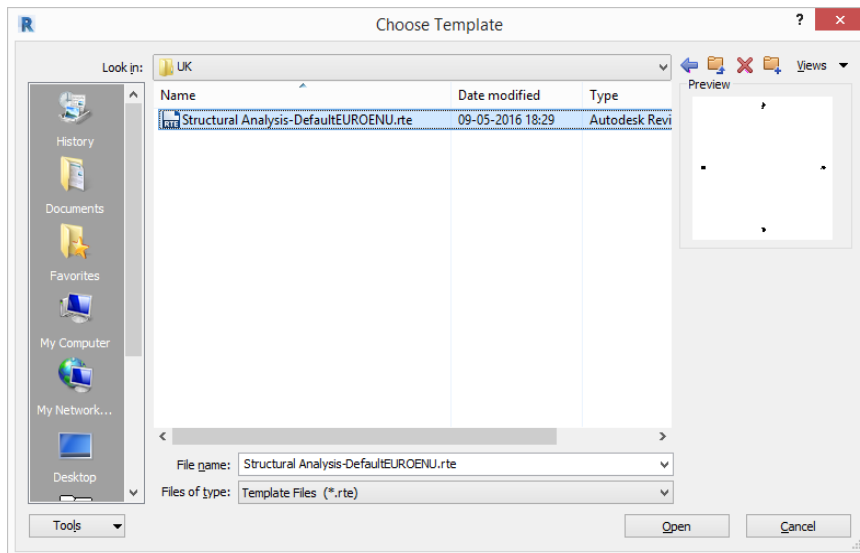 R Choose Template ?
Look in: UK Views
Preview
Name Date modified Type
RTE Structural Analysis-DefaultEUROENU.rte 09-05-2016 18:29 Autodesk Revi
History
Documents
Favorites
My Computer
My Network...
Desktop
File name: Structural Analysis-DefaultEUROENU.rte
Files of type: Template Files (*.rte)
Tools Open Cancel